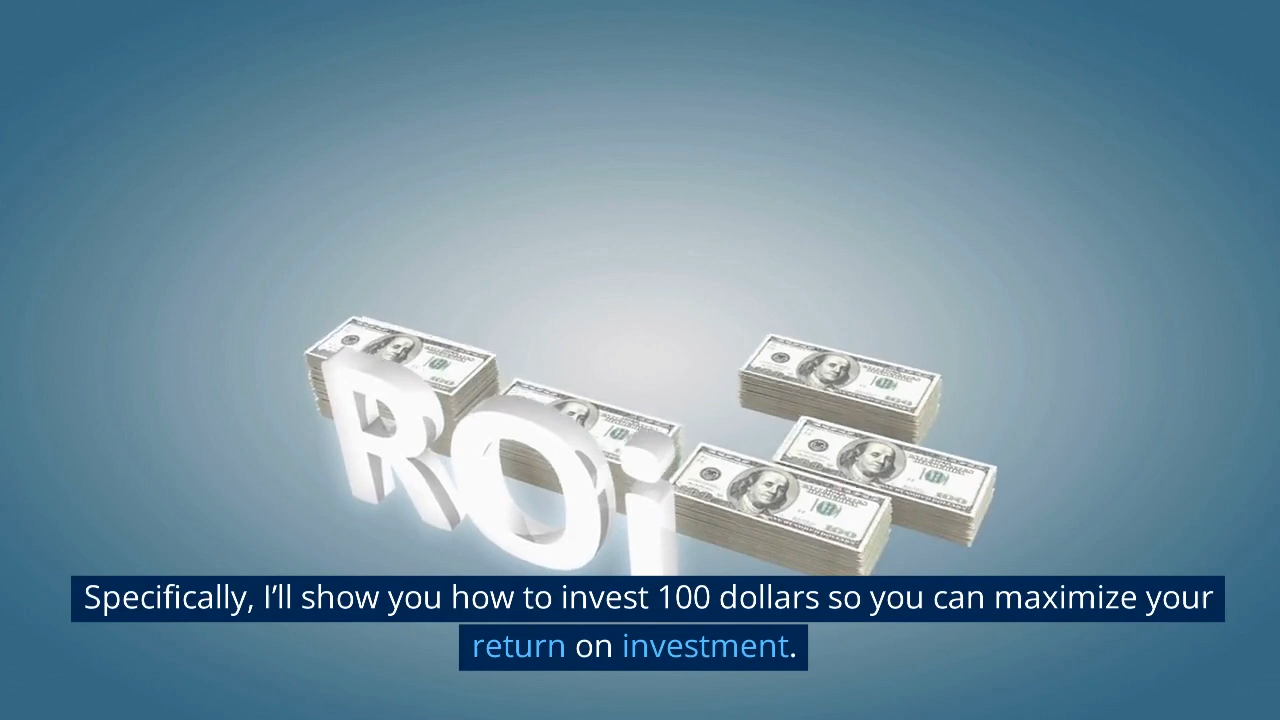 ROi
Specifically, I’ll show you how to invest 100 dollars so you can maximize your
return on investment.